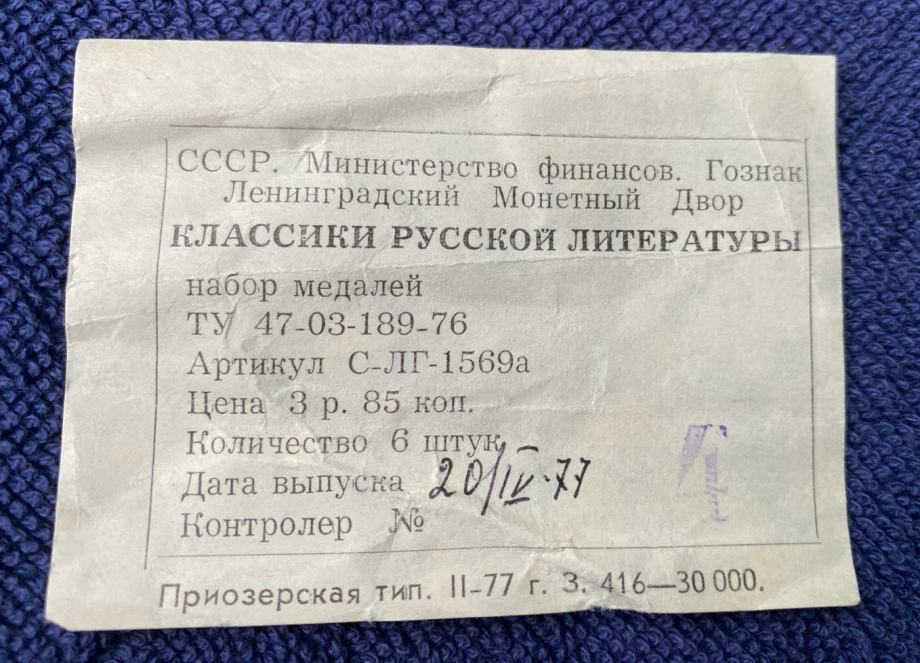 СССР. Министерство финансов. Гознак
Ленинградский Монетный Двор
КЛАССИКИ РУССКОЙ ЛИТЕРАТУРЫ
набор медалей
ТУ 47-03-189-76
Артикул С-ЛГ-1569а
Цена 3 р. 85 коп.
Количество 6 штук
Дата выпуска 20/IV-77
Контролер №
Приозерская тип. II-77 г. З. 416—30 000.